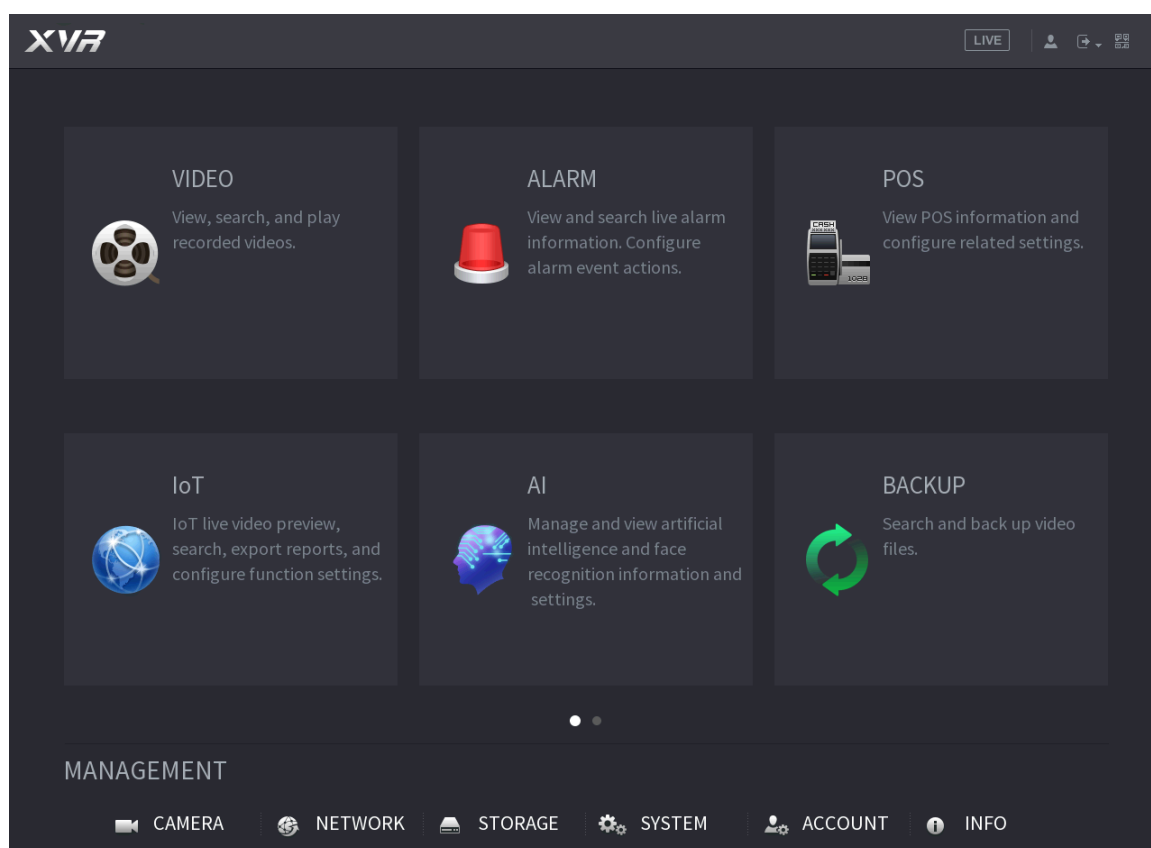 XVR
LIVE
VIDEO
View, search, and play
recorded videos.
ALARM
View and search live alarm
information. Configure
alarm event actions.
POS
View POS information and
configure related settings.
CASH
1028
IoT
IoT live video preview,
search, export reports, and
configure function settings.
AI
Manage and view artificial
intelligence and face
recognition information and
settings.
BACKUP
Search and back up video
files.
MANAGEMENT
CAMERA NETWORK STORAGE SYSTEM ACCOUNT INFO